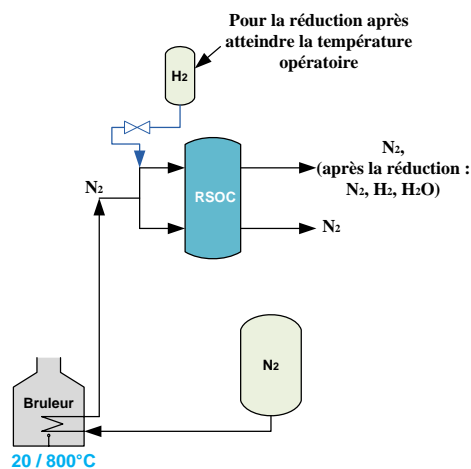 Pour la réduction après
atteindre la température
opératoire
H2
N2,
(après la réduction :
N2, H2, H2O)
N2
RSOC
N2
N2
Bruleur
20 / 800°C